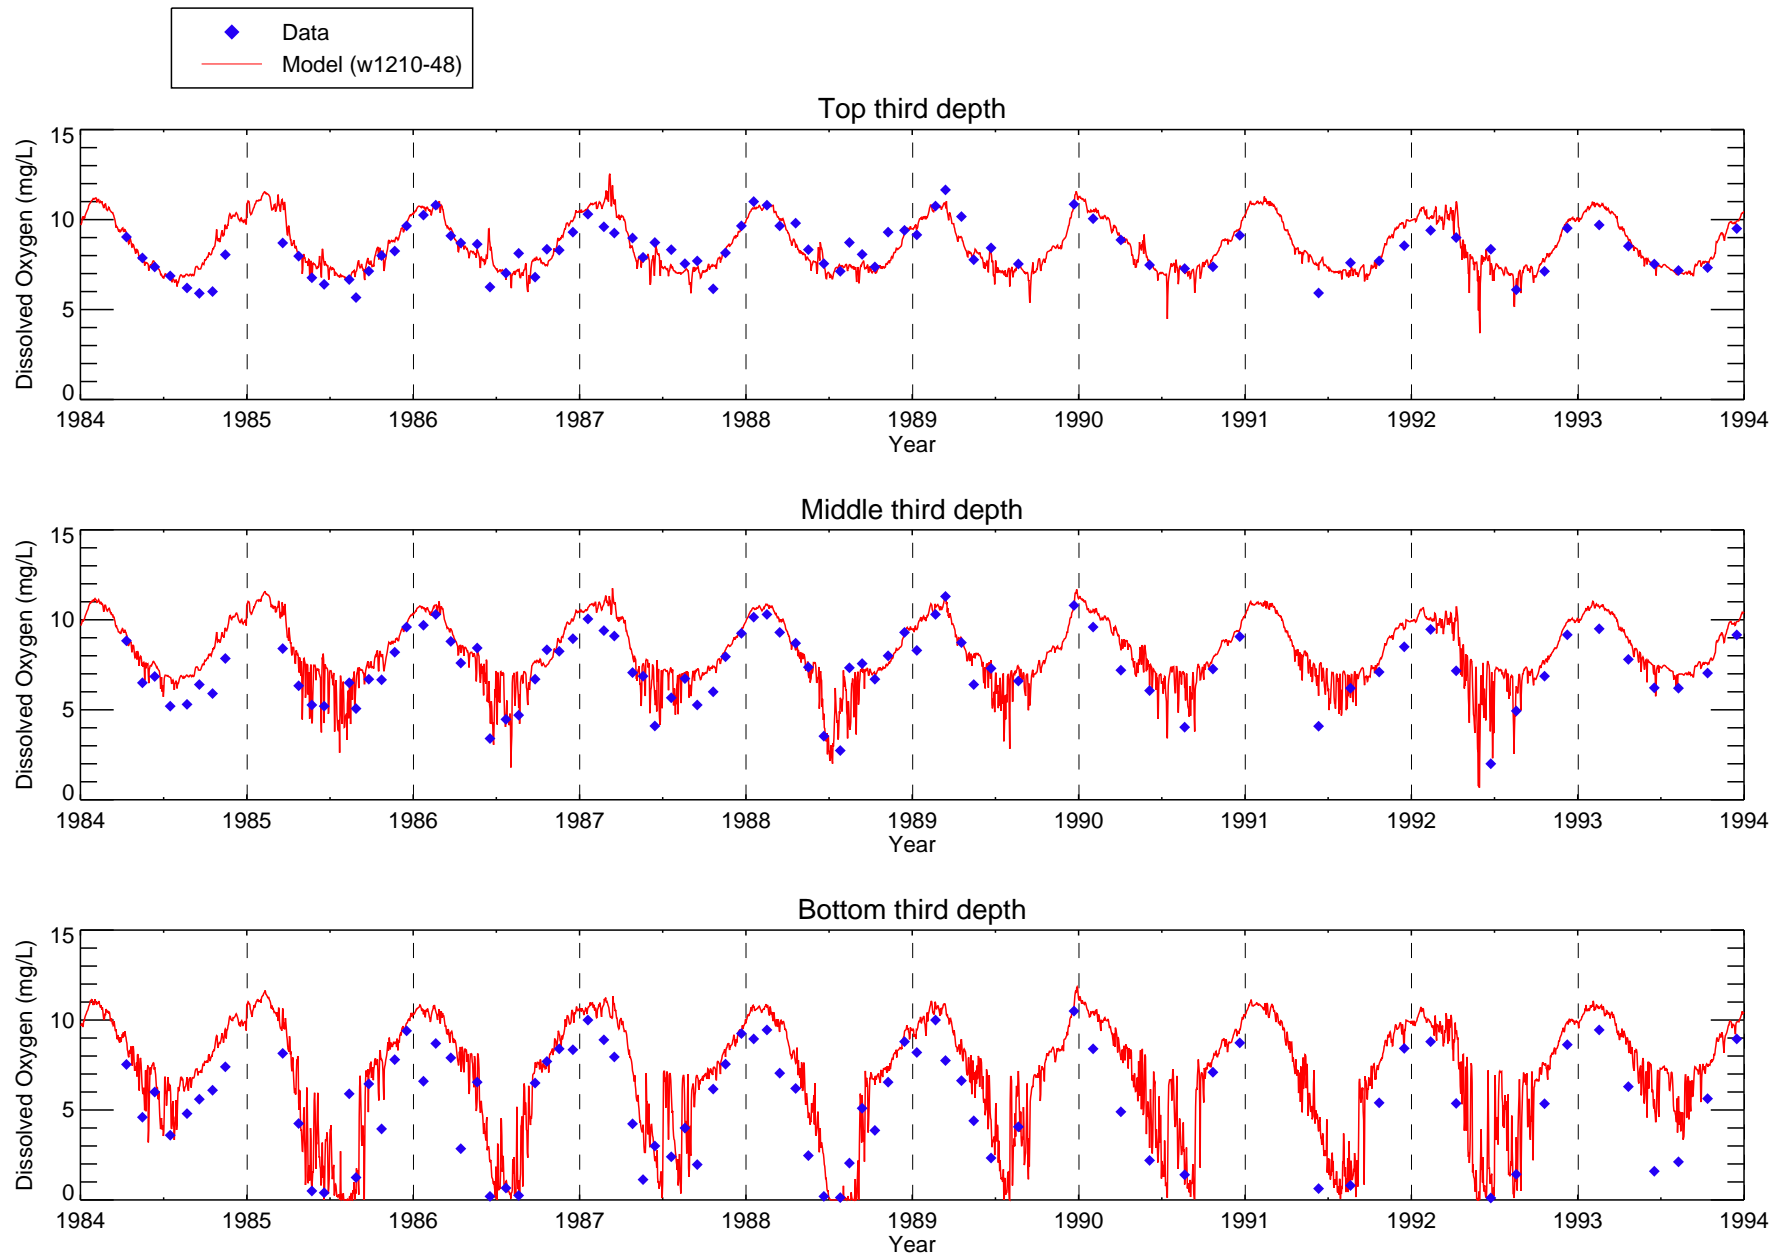 Data
Model (w1210-48)
Top third depth
Dissolved Oxygen (mg/L)
15
10
5
0
1984 1985 1986 1987 1988 1989 1990 1991 1992 1993 1994
Year
Middle third depth
Dissolved Oxygen (mg/L)
15
10
5
0
1984 1985 1986 1987 1988 1989 1990 1991 1992 1993 1994
Year
Bottom third depth
Dissolved Oxygen (mg/L)
15
10
5
0
1984 1985 1986 1987 1988 1989 1990 1991 1992 1993 1994
Year